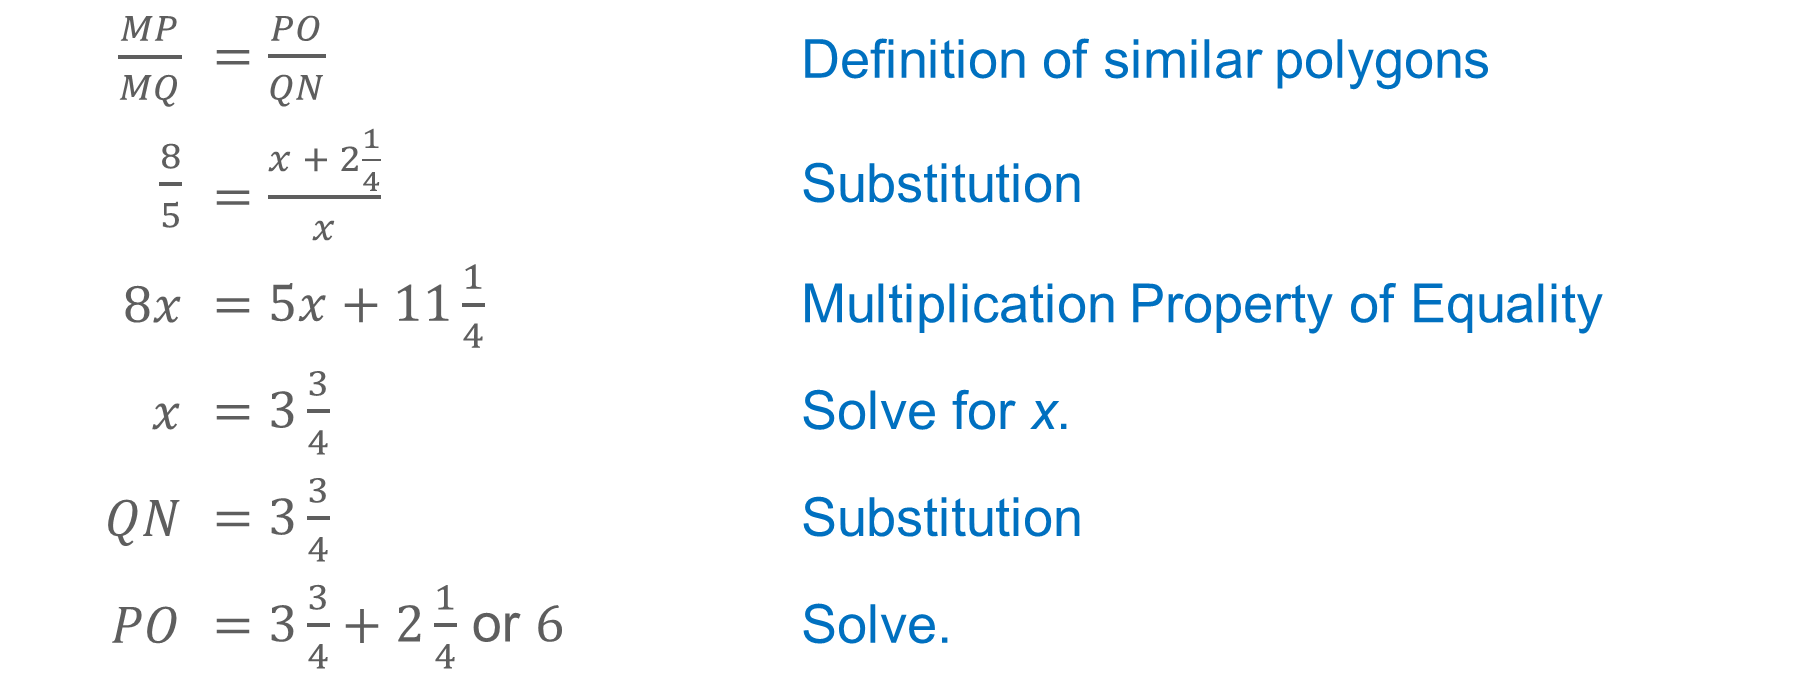 MP/MQ = PO/QN Definition of similar polygons
8/5 = (x + 2 1/4)/x Substitution
8x = 5x + 11 1/4 Multiplication Property of Equality
x = 3 3/4 Solve for x.
QN = 3 3/4 Substitution
PO = 3 3/4 + 2 1/4 or 6 Solve.